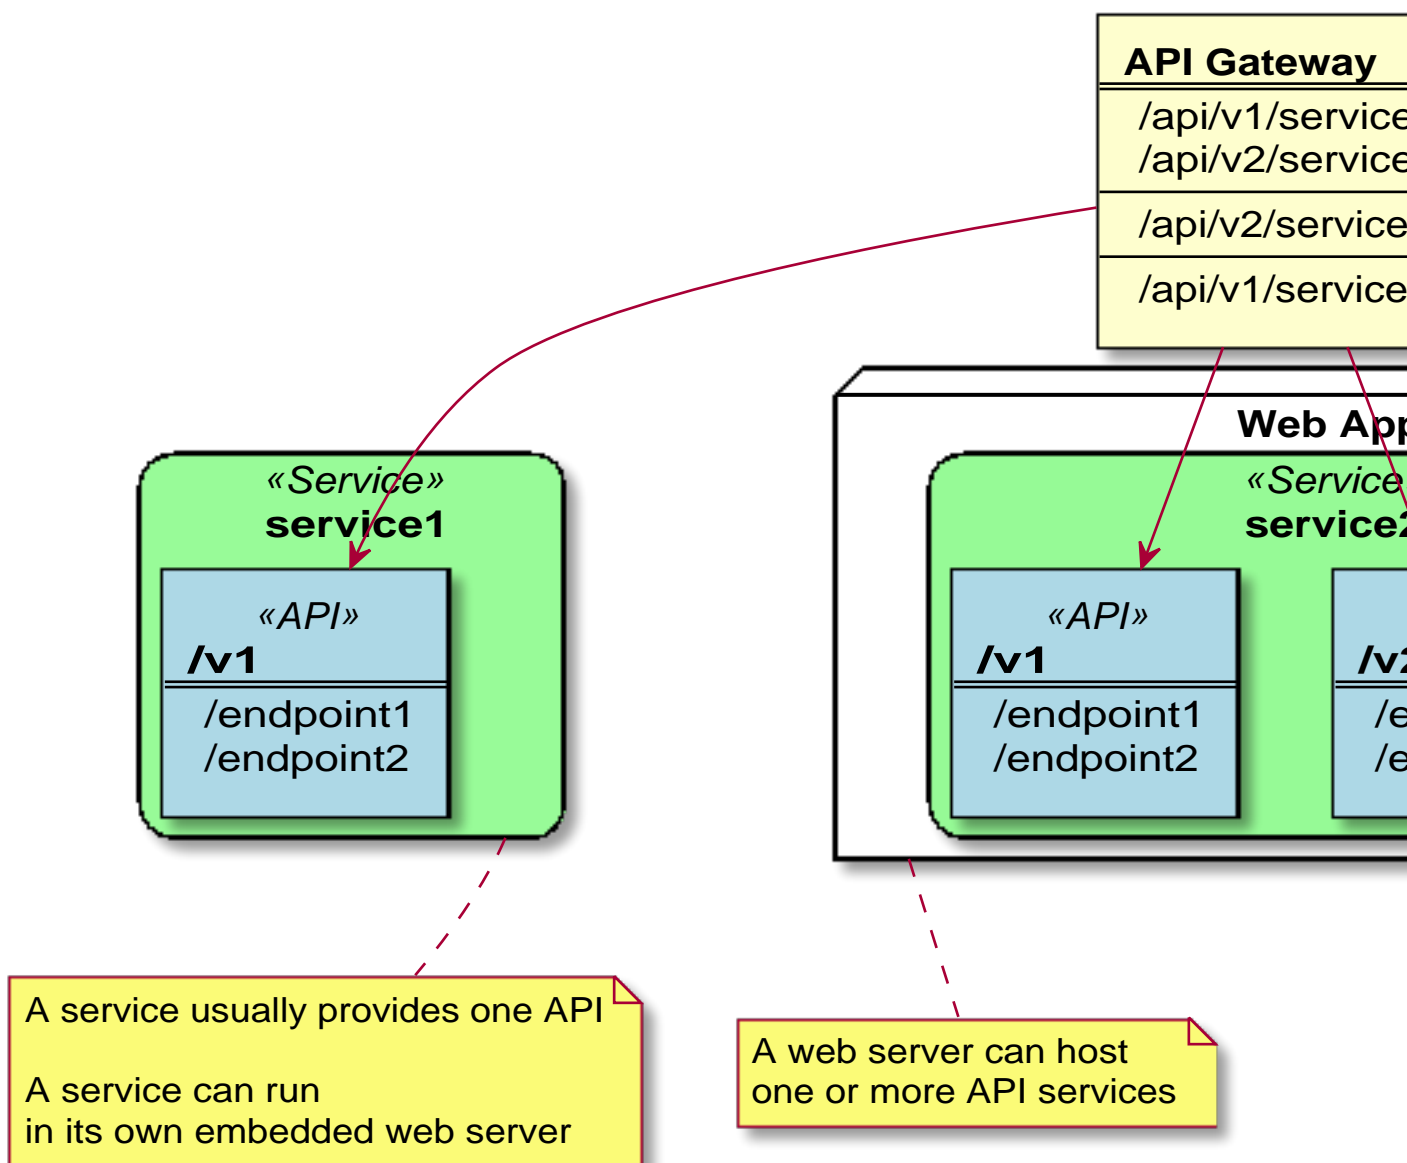 API Gateway
/api/v1/service
/api/v2/service
/api/v2/service
/api/v1/service
Web App
«Service»
service1
«API»
/v1
/endpoint1
/endpoint2
«Service
service2
«API»
/v1
/endpoint1
/endpoint2
/v2
/e
/e
A service usually provides one API
A service can run
in its own embedded web server
A web server can host
one or more API services